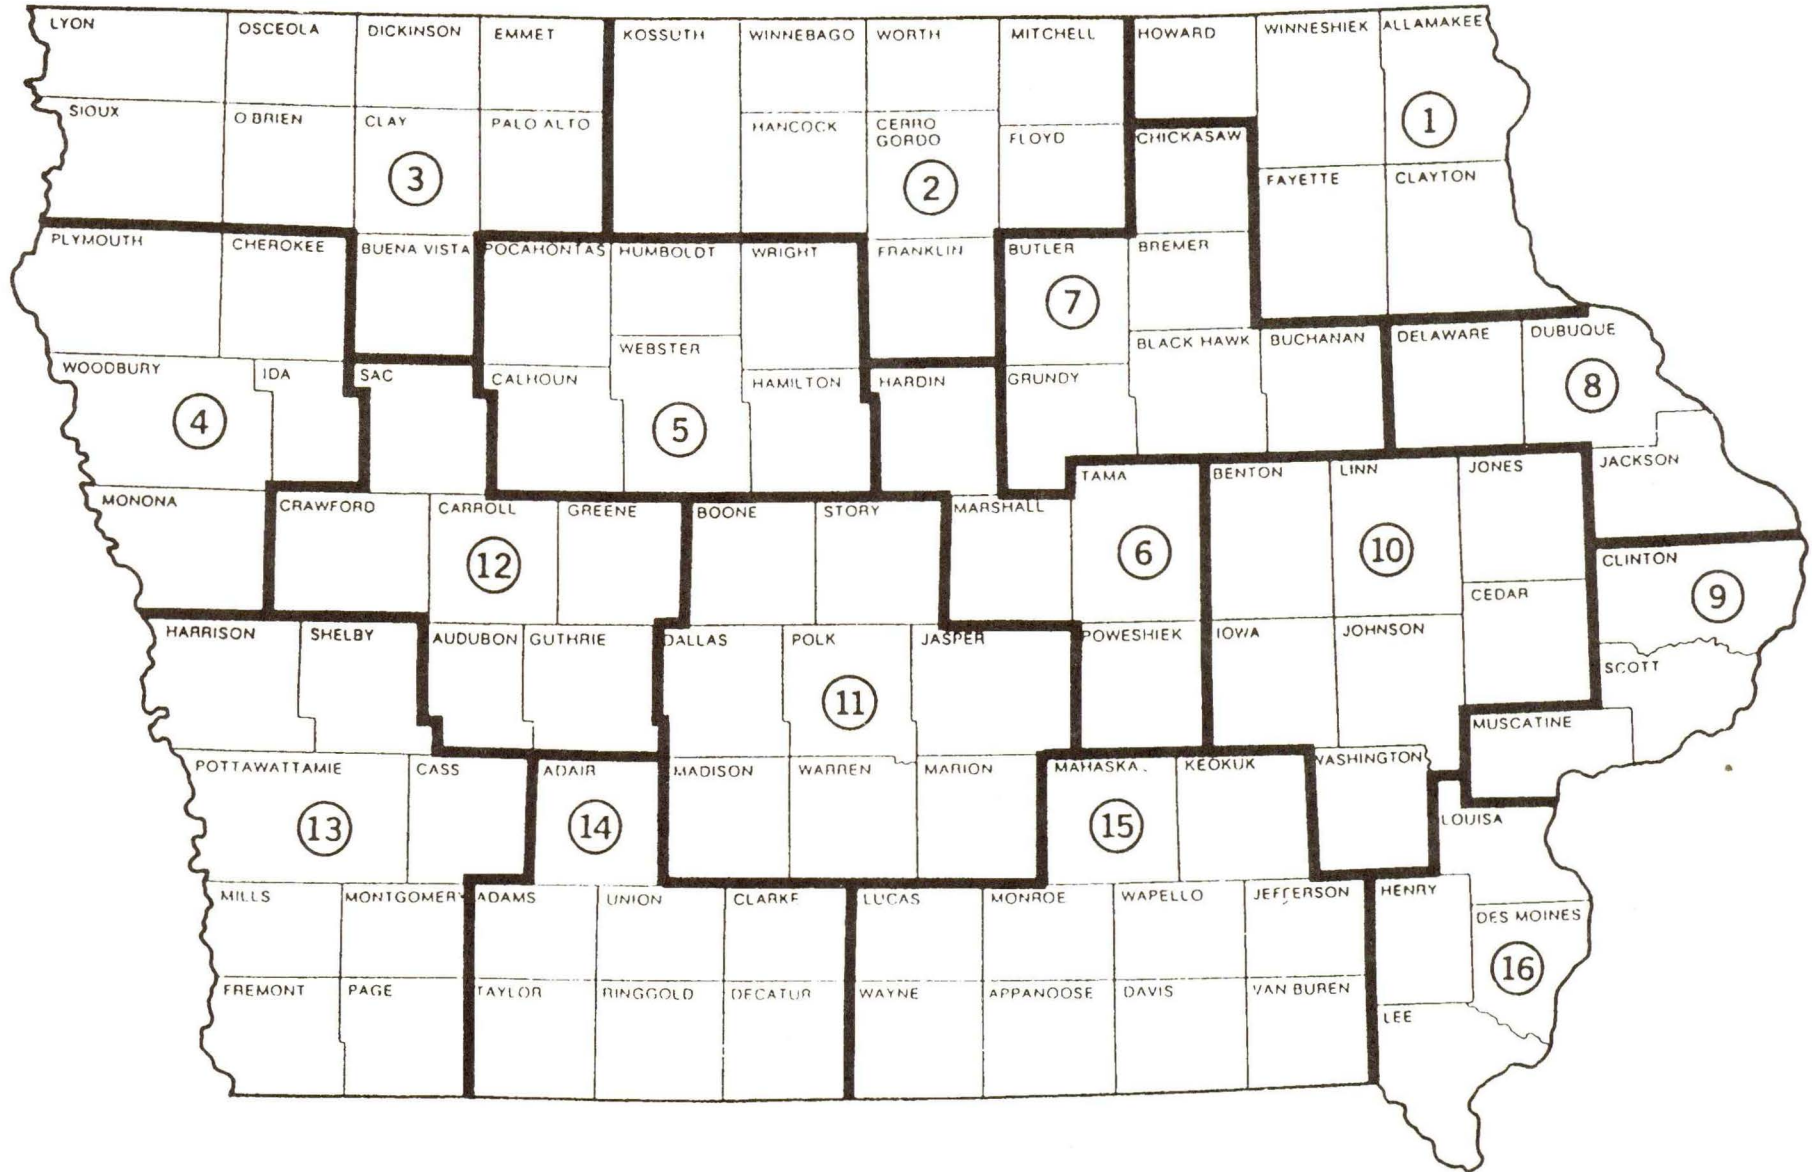 LYON
OSCEOLA
DICKINSON
EMMET
KOSSUTH
WINNEBAGO
WORTH
MITCHELL
HOWARD
WINNESHIEK
ALLAMAKEE
SIOUX
O BRIEN
CLAY
PALO ALTO
HANCOCK
CERRO
GORDO
FLOYD
CHICKASAW
1
3
2
FAYETTE
CLAYTON
PLYMOUTH
CHEROKEE
BUENA VISTA
POCAHONTAS
HUMBOLDT
WRIGHT
FRANKLIN
BUTLER
BREMER
7
WEBSTER
BLACK HAWK
BUCHANAN
DELAWARE
DUBUQUE
WOODBURY
IDA
SAC
CALHOUN
HAMILTON
HARDIN
GRUNDY
8
4
5
MONONA
CRAWFORD
CARROLL
GREENE
BOONE
STORY
MARSHALL
TAMA
BENTON
LINN
JONES
JACKSON
12
6
10
CLINTON
9
CEDAR
HARRISON
SHELBY
AUDUBON
GUTHRIE
DALLAS
POLK
JASPER
POWESHIEK
IOWA
JOHNSON
SCOTT
11
MUSCATINE
POTTAWATTAMIE
CASS
ADAIR
MADISON
WARREN
MARION
MAHASKA
KEOKUK
WASHINGTON
13
14
15
LOUISA
MILLS
MONTGOMERY
ADAMS
UNION
CLARKE
LUCAS
MONROE
WAPELLO
JEFFERSON
HENRY
DES MOINES
16
FREMONT
PAGE
TAYLOR
RINGGOLD
DECATUR
WAYNE
APPANOOSE
DAVIS
VAN BUREN
LEE